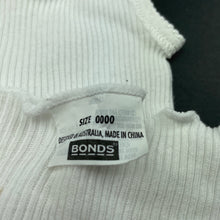 SIZE 0000
DESIGNED IN AUSTRALIA, MADE IN CHINA
BONDS